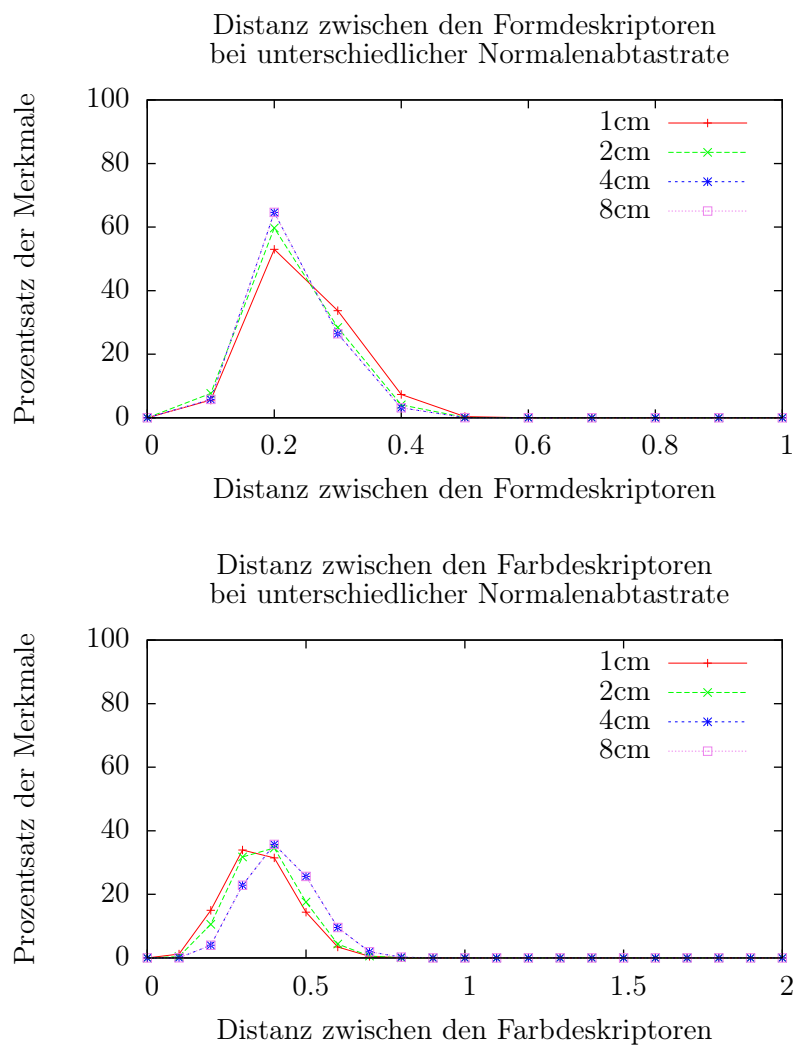 Distanz zwischen den Formdeskriptoren
bei unterschiedlicher Normalenabtastrate
Prozentsatz der Merkmale
100
80
60
40
20
0
1cm
2cm
4cm
8cm
0 0.2 0.4 0.6 0.8 1
Distanz zwischen den Formdeskriptoren
Distanz zwischen den Farbdeskriptoren
bei unterschiedlicher Normalenabtastrate
Prozentsatz der Merkmale
100
80
60
40
20
0
1cm
2cm
4cm
8cm
0 0.5 1 1.5 2
Distanz zwischen den Farbdeskriptoren